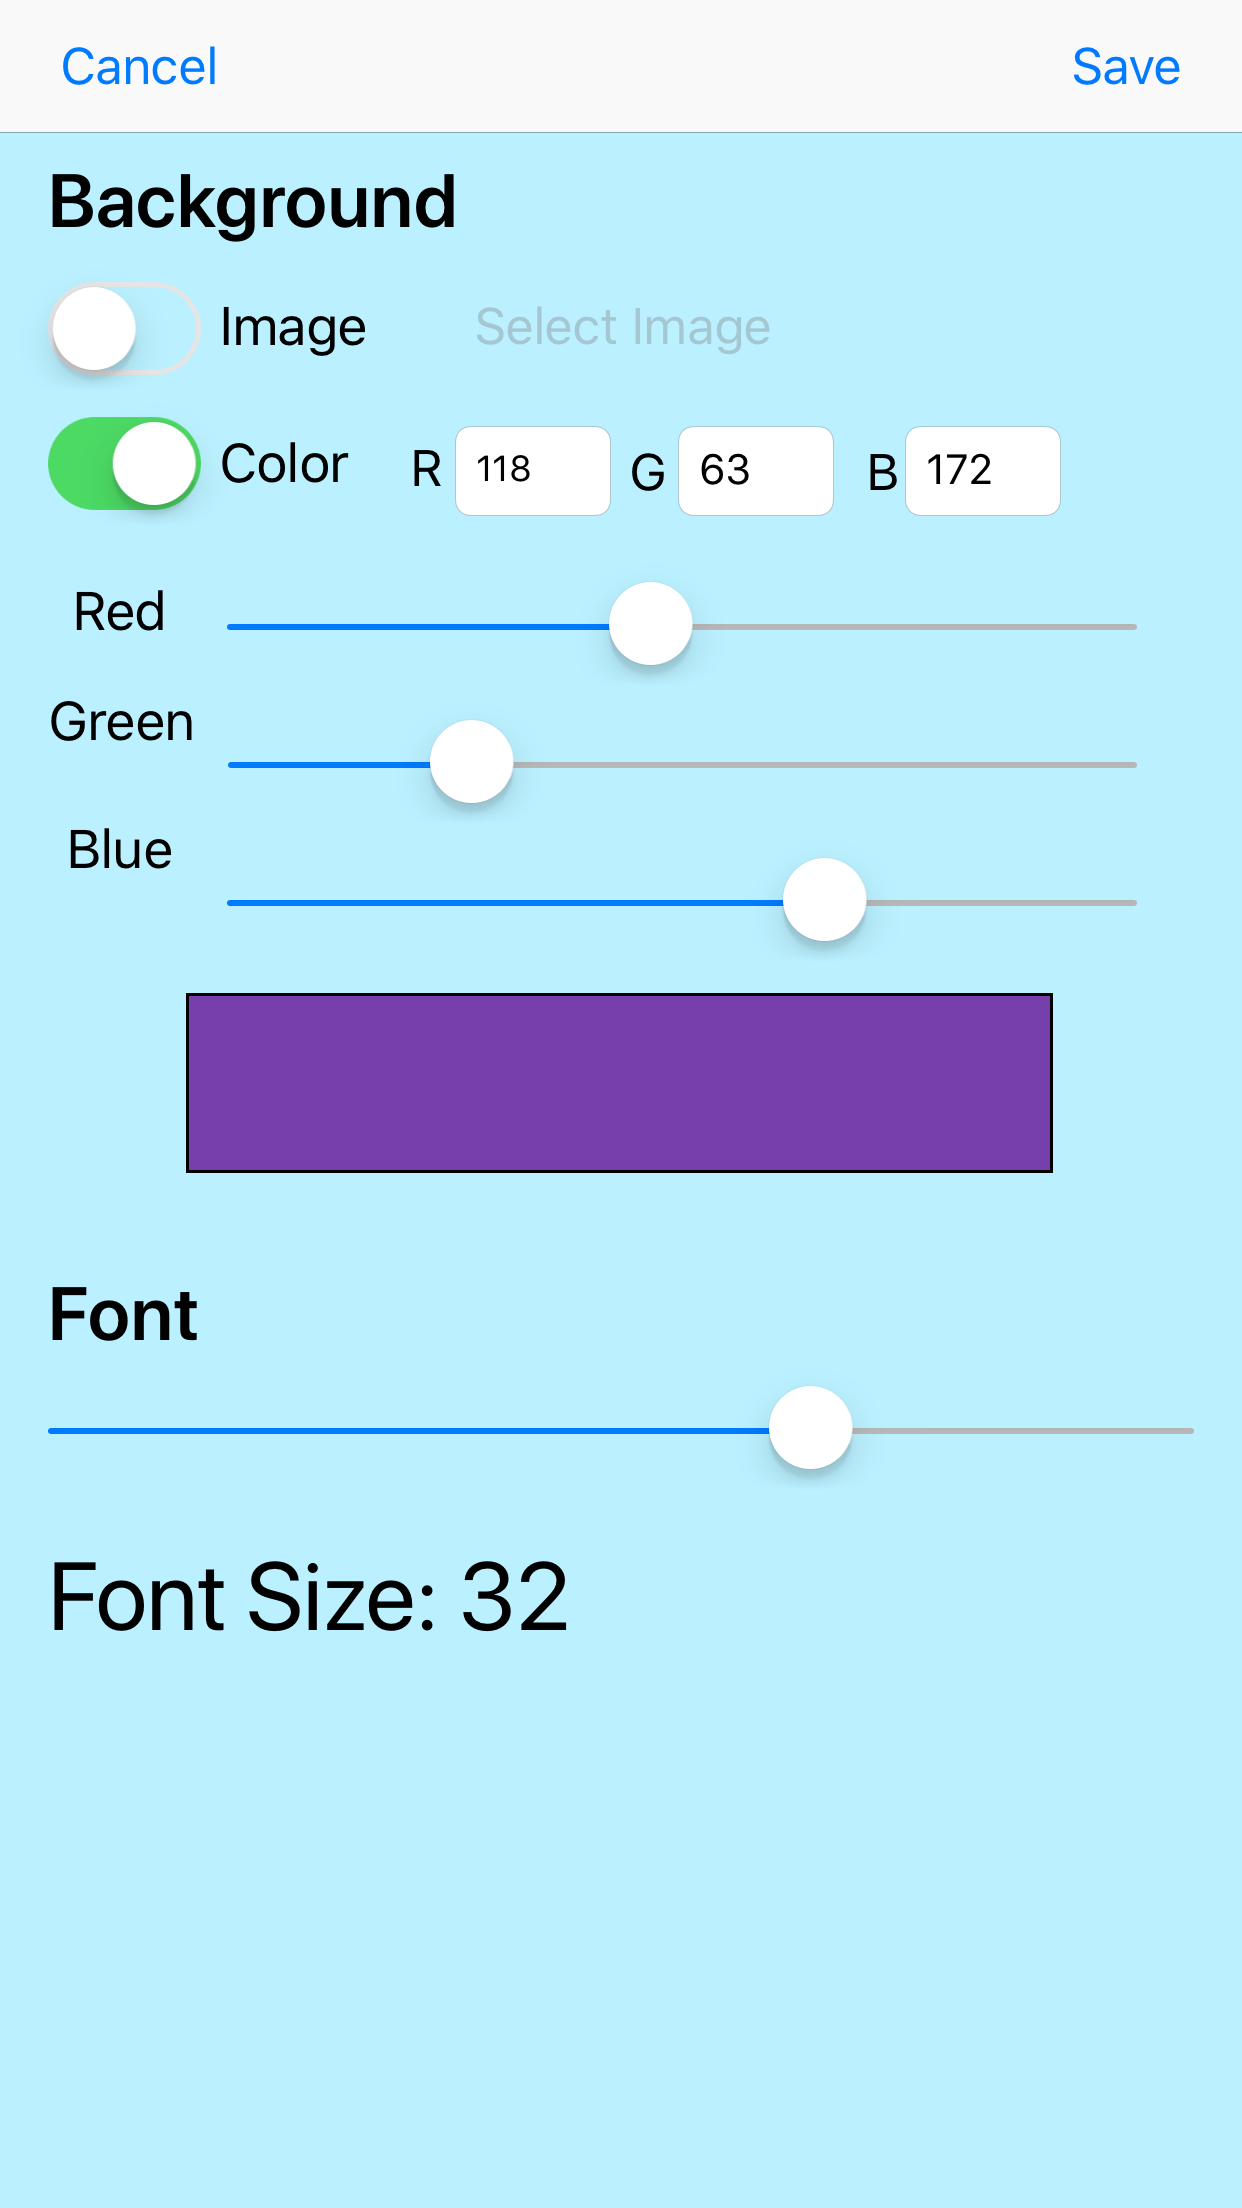 Cancel Save
Background
Image Select Image
Color R 118 G 63 B 172
Red
Green
Blue
Font
Font Size: 32